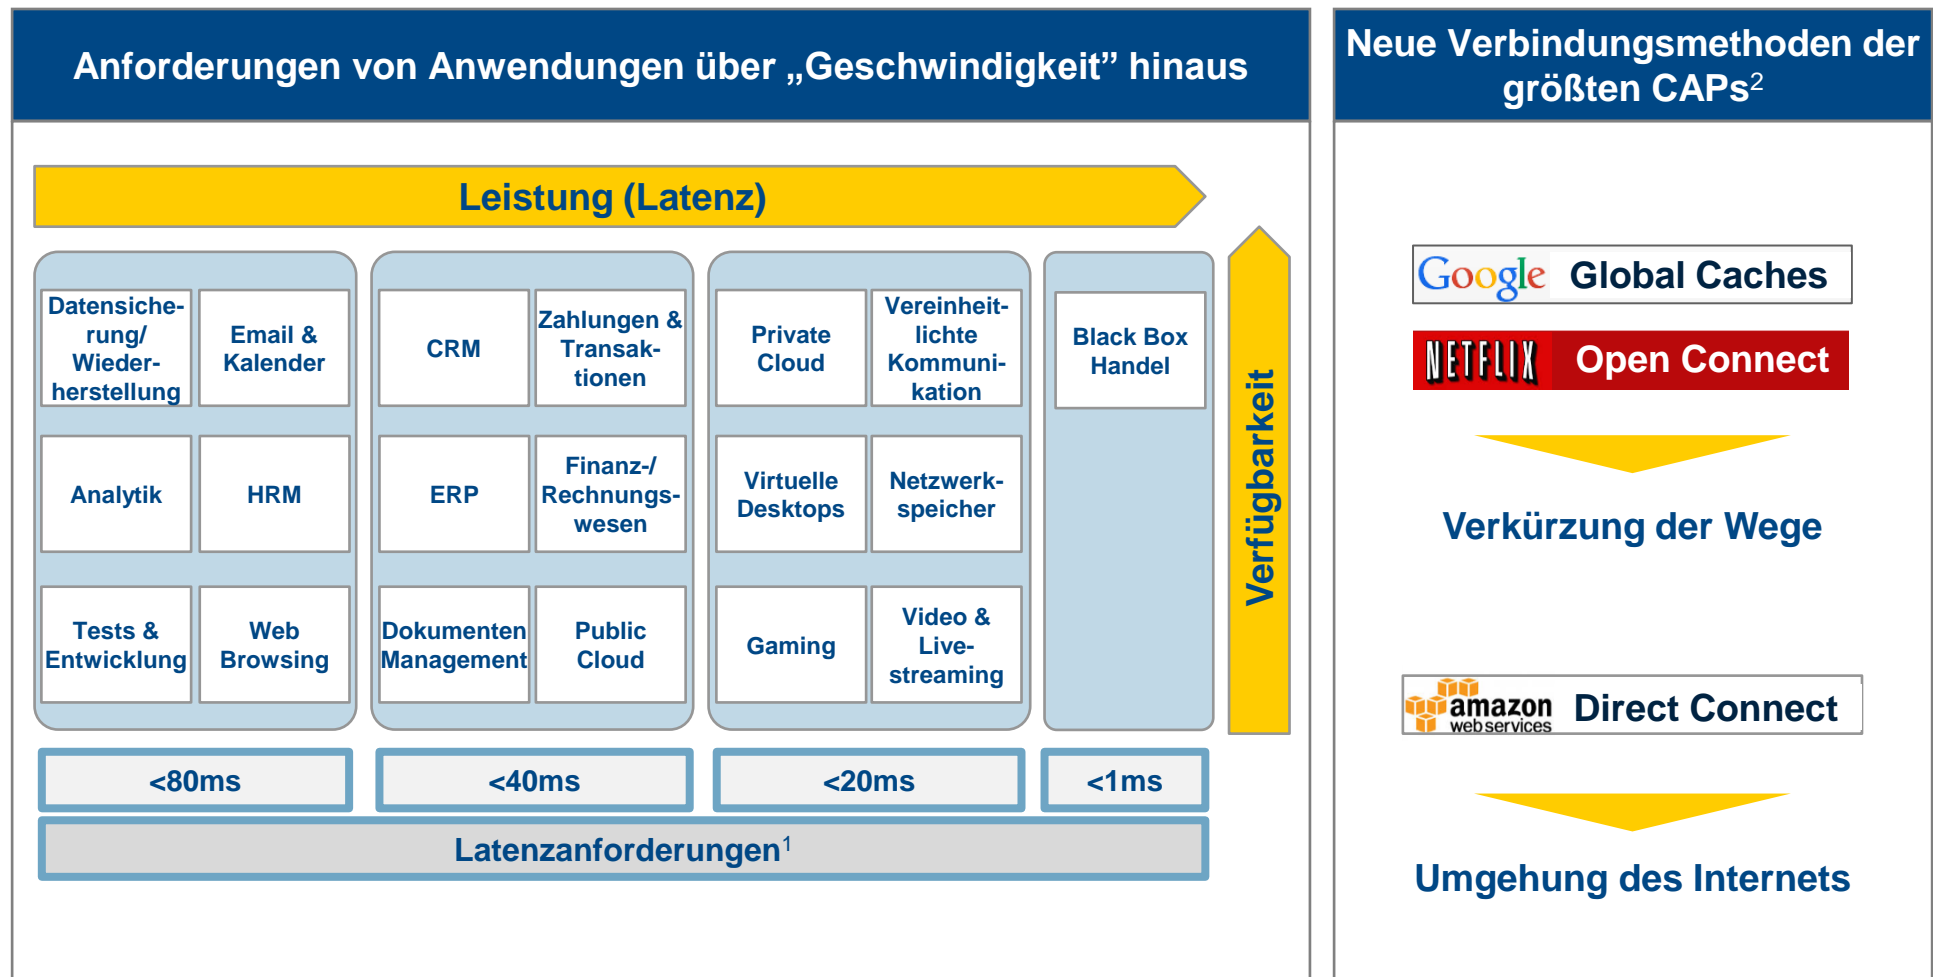 Anforderungen von Anwendungen über „Geschwindigkeit” hinaus
Leistung (Latenz)
Datensiche-
rung/
Wieder-
herstellung
Email &
Kalender
Analytik
HRM
Tests &
Entwicklung
Web
Browsing
CRM
Zahlungen &
Transak-
tionen
ERP
Finanz-/
Rechnungs-
wesen
Dokumenten
Management
Public
Cloud
Private
Cloud
Vereinheit-
lichte
Kommuni-
kation
Virtuelle
Desktops
Netzwerk-
speicher
Gaming
Video &
Live-
streaming
Black Box
Handel
Verfügbarkeit
<80ms
<40ms
<20ms
<1ms
Latenzanforderungen1
Neue Verbindungsmethoden der
größten CAPs2
Google Global Caches
NETFLIX Open Connect
Verkürzung der Wege
amazon
webservices
Direct Connect
Umgehung des Internets